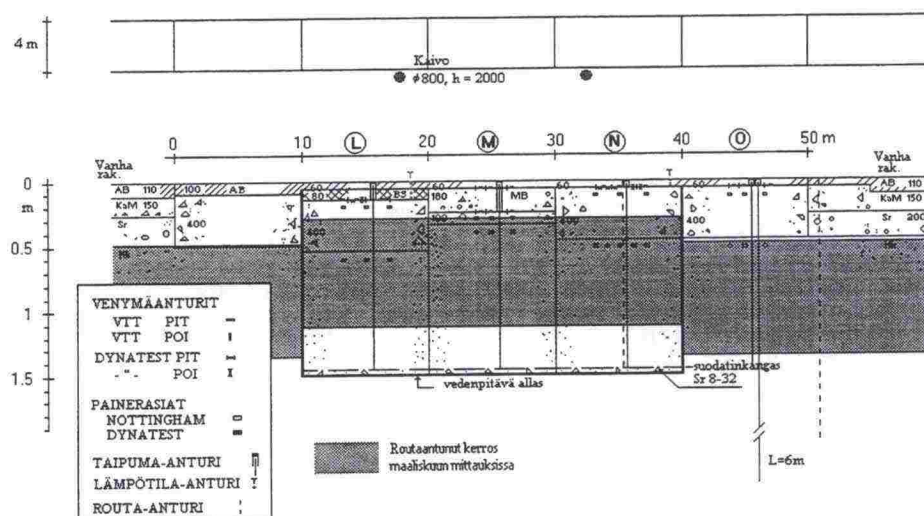 4 m
Kaivo
ϕ800, h = 2000
0 10 L 20 M 30 N 40 O 50 m
Vanha rak.
Vanha rak.
0
m
0.5
1
1.5
AB 110
100 AB
60
BS
60
MB
60
60
AB 110
KaM 150
80
180
KaM 150
Sr
400
400
400
Sr 200
VENYMÄANTURIT
VTT PIT
VTT POI
DYNATEST PIT
-"- POI
PAINERASIAT
NOTTINGHAM
DYNATEST
TAIPUMA-ANTURI
LÄMPÖTILA-ANTURI
ROUTA-ANTURI
vedenpitävä allas
suodatinkangas
Sr 8-32
Routaantunut kerros
maaliskuun mittauksissa
L=6m